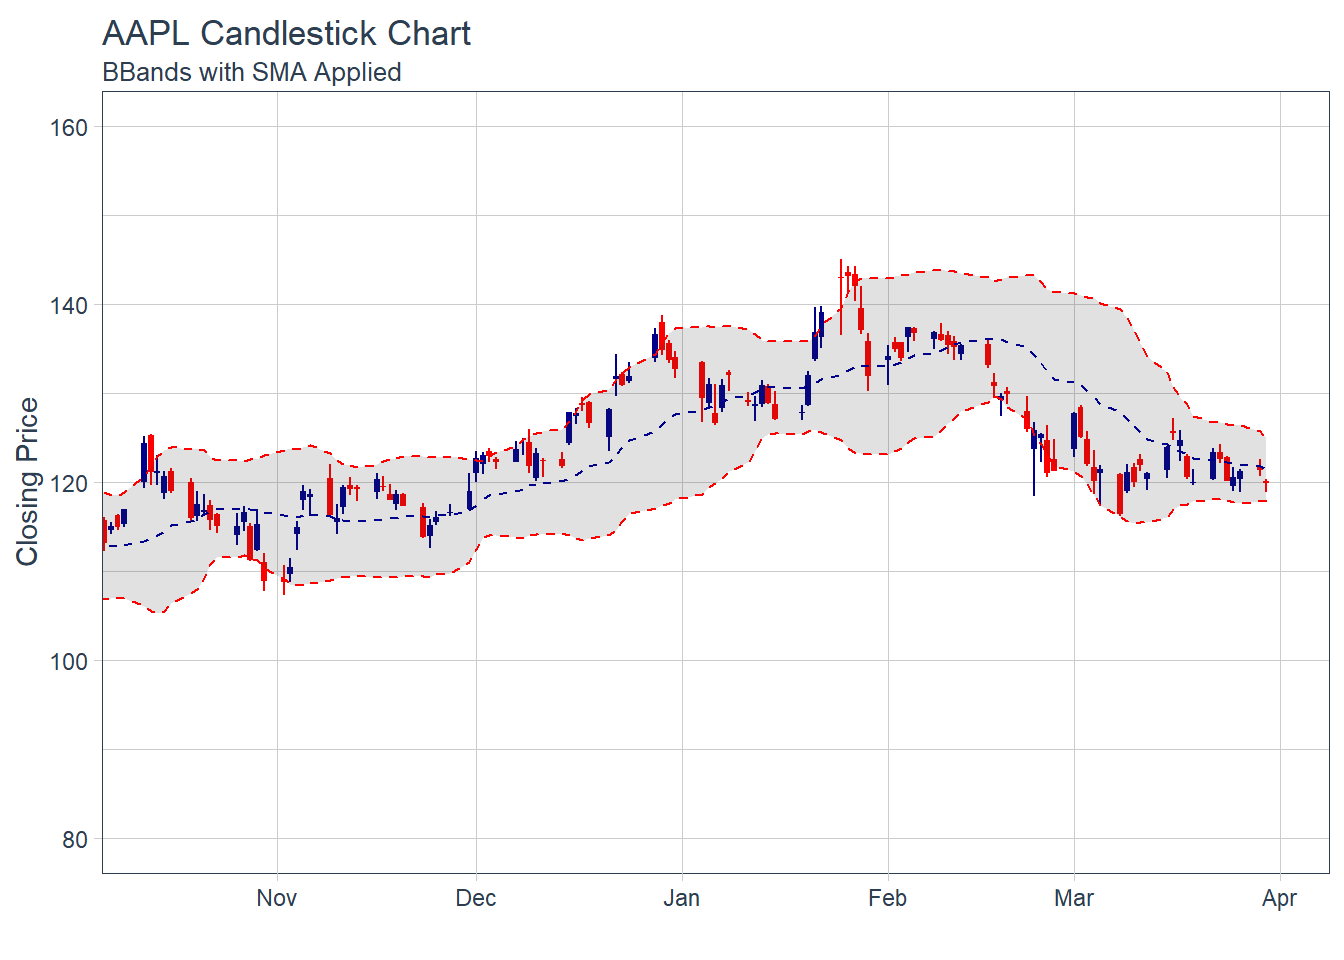 AAPL Candlestick Chart
BBands with SMA Applied
Closing Price
160
140
120
100
80
Nov Dec Jan Feb Mar Apr